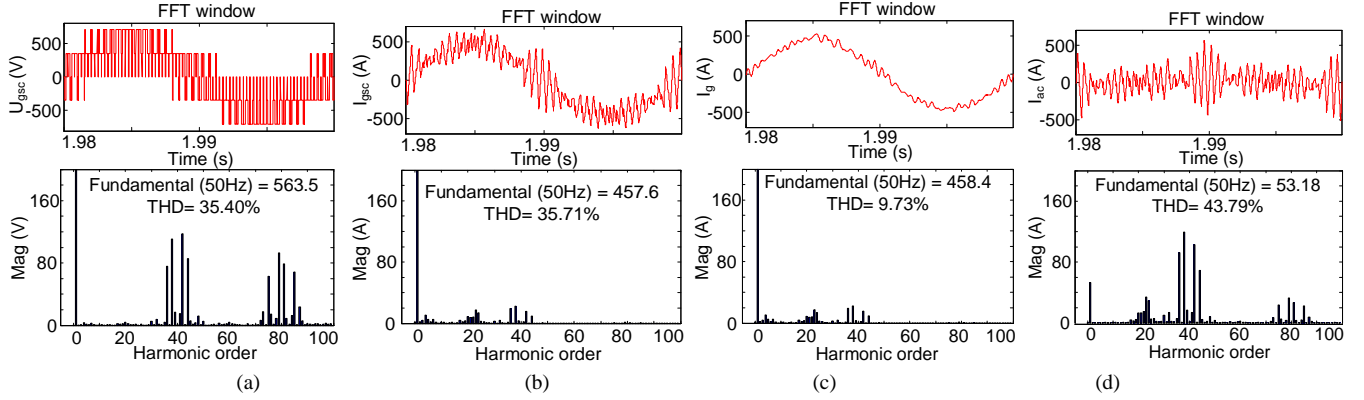 FFT window
500
0
-500
U_gsc (V)
1.98
1.99
Time (s)
160
80
0
Mag (V)
Fundamental (50Hz) = 563.5
THD= 35.40%
0 20 40 60 80 100
Harmonic order
(a)
FFT window
500
0
-500
I_gsc (A)
1.98
1.99
Time (s)
160
80
0
Mag (A)
Fundamental (50Hz) = 457.6
THD= 35.71%
0 20 40 60 80 100
Harmonic order
(b)
FFT window
500
0
-500
I_g (A)
1.98
1.99
Time (s)
160
80
0
Mag (A)
Fundamental (50Hz) = 458.4
THD= 9.73%
0 20 40 60 80 100
Harmonic order
(c)
FFT window
500
0
-500
I_ac (A)
1.98
1.99
Time (s)
160
80
0
Mag (A)
Fundamental (50Hz) = 53.18
THD= 43.79%
0 20 40 60 80 100
Harmonic order
(d)